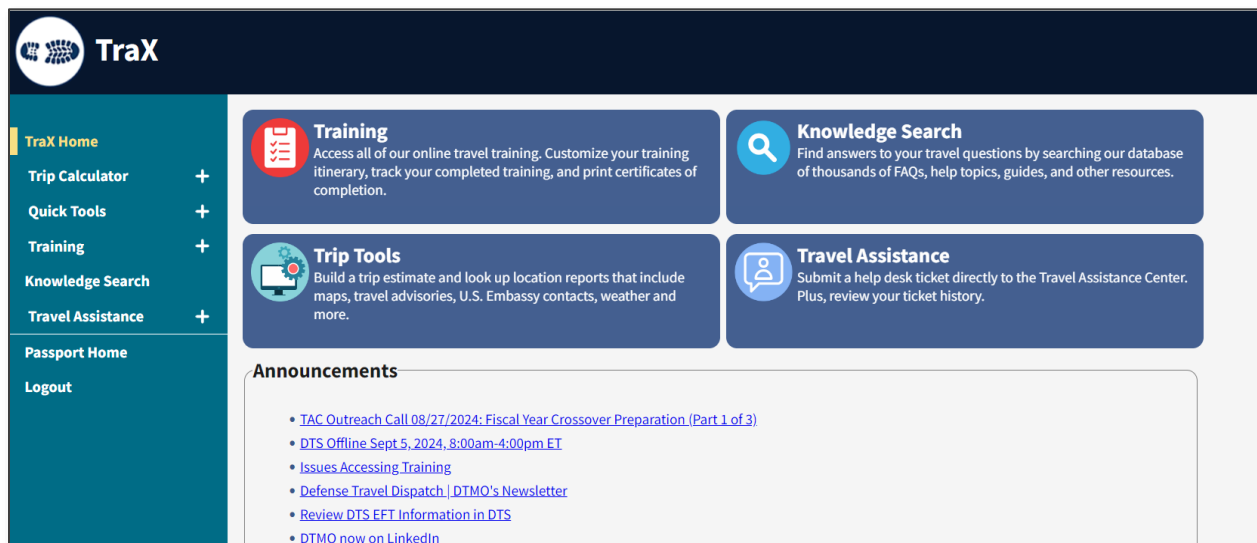 TraX
TraX Home
Trip Calculator +
Quick Tools +
Training +
Knowledge Search
Travel Assistance +
Passport Home
Logout
Training
Access all of our online travel training. Customize your training
itinerary, track your completed training, and print certificates of
completion.
Knowledge Search
Find answers to your travel questions by searching our database
of thousands of FAQs, help topics, guides, and other resources.
Trip Tools
Build a trip estimate and look up location reports that include
maps, travel advisories, U.S. Embassy contacts, weather and
more.
Travel Assistance
Submit a help desk ticket directly to the Travel Assistance Center.
Plus, review your ticket history.
Announcements
• TAC Outreach Call 08/27/2024: Fiscal Year Crossover Preparation (Part 1 of 3)
• DTS Offline Sept 5, 2024, 8:00am-4:00pm ET
• Issues Accessing Training
• Defense Travel Dispatch | DTMO's Newsletter
• Review DTS EFT Information in DTS
• DTMO now on LinkedIn